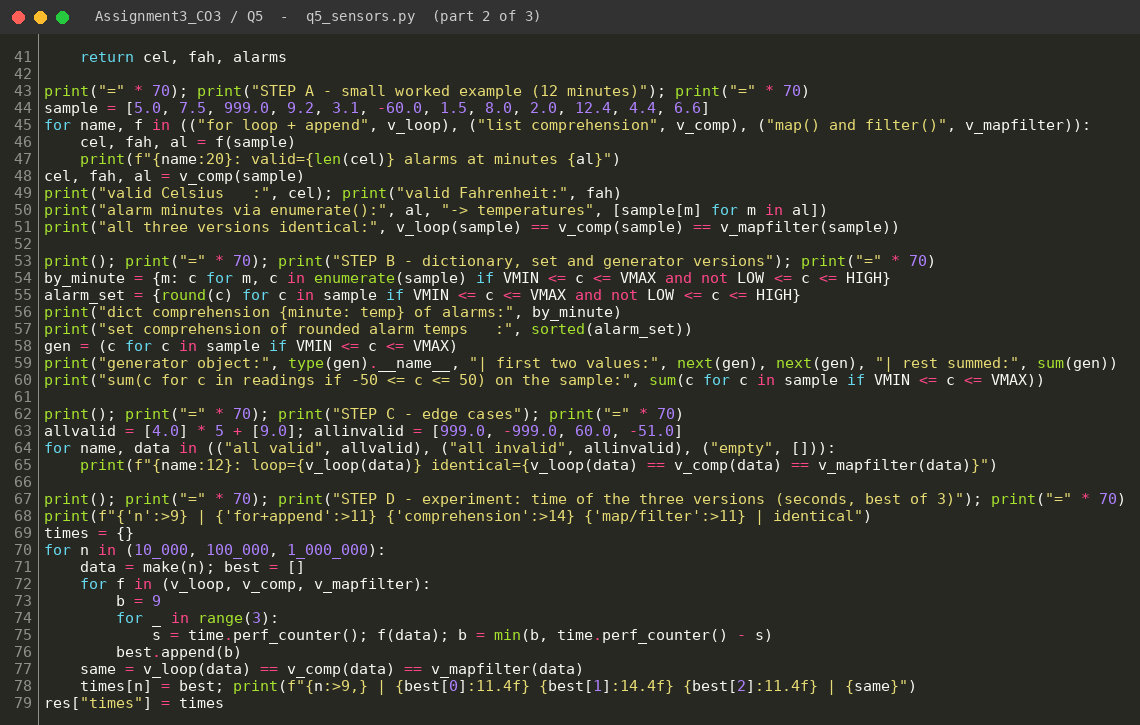 Assignment3_CO3 / Q5  -  q5_sensors.py  (part 2 of 3)
41     return cel, fah, alarms
42
43 print("=" * 70); print("STEP A - small worked example (12 minutes)"); print("=" * 70)
44 sample = [5.0, 7.5, 999.0, 9.2, 3.1, -60.0, 1.5, 8.0, 2.0, 12.4, 4.4, 6.6]
45 for name, f in (("for loop + append", v_loop), ("list comprehension", v_comp), ("map() and filter()", v_mapfilter)):
46     cel, fah, al = f(sample)
47     print(f"{name:20}: valid={len(cel)} alarms at minutes {al}")
48 cel, fah, al = v_comp(sample)
49 print("valid Celsius   :", cel); print("valid Fahrenheit:", fah)
50 print("alarm minutes via enumerate():", al, "-> temperatures", [sample[m] for m in al])
51 print("all three versions identical:", v_loop(sample) == v_comp(sample) == v_mapfilter(sample))
52
53 print(); print("=" * 70); print("STEP B - dictionary, set and generator versions"); print("=" * 70)
54 by_minute = {m: c for m, c in enumerate(sample) if VMIN <= c <= VMAX and not LOW <= c <= HIGH}
55 alarm_set = {round(c) for c in sample if VMIN <= c <= VMAX and not LOW <= c <= HIGH}
56 print("dict comprehension {minute: temp} of alarms:", by_minute)
57 print("set comprehension of rounded alarm temps   :", sorted(alarm_set))
58 gen = (c for c in sample if VMIN <= c <= VMAX)
59 print("generator object:", type(gen).__name__, "| first two values:", next(gen), next(gen), "| rest summed:", sum(gen))
60 print("sum(c for c in readings if -50 <= c <= 50) on the sample:", sum(c for c in sample if VMIN <= c <= VMAX))
61
62 print(); print("=" * 70); print("STEP C - edge cases"); print("=" * 70)
63 allvalid = [4.0] * 5 + [9.0]; allinvalid = [999.0, -999.0, 60.0, -51.0]
64 for name, data in (("all valid", allvalid), ("all invalid", allinvalid), ("empty", [])):
65     print(f"{name:12}: loop={v_loop(data)} identical={v_loop(data) == v_comp(data) == v_mapfilter(data)}")
66
67 print(); print("=" * 70); print("STEP D - experiment: time of the three versions (seconds, best of 3)"); print("=" * 70)
68 print(f"{'n':>9} | {'for+append':>11} {'comprehension':>14} {'map/filter':>11} | identical")
69 times = {}
70 for n in (10_000, 100_000, 1_000_000):
71     data = make(n); best = []
72     for f in (v_loop, v_comp, v_mapfilter):
73         b = 9
74         for _ in range(3):
75             s = time.perf_counter(); f(data); b = min(b, time.perf_counter() - s)
76         best.append(b)
77     same = v_loop(data) == v_comp(data) == v_mapfilter(data)
78     times[n] = best; print(f"{n:>9,} | {best[0]:11.4f} {best[1]:14.4f} {best[2]:11.4f} | {same}")
79 res["times"] = times